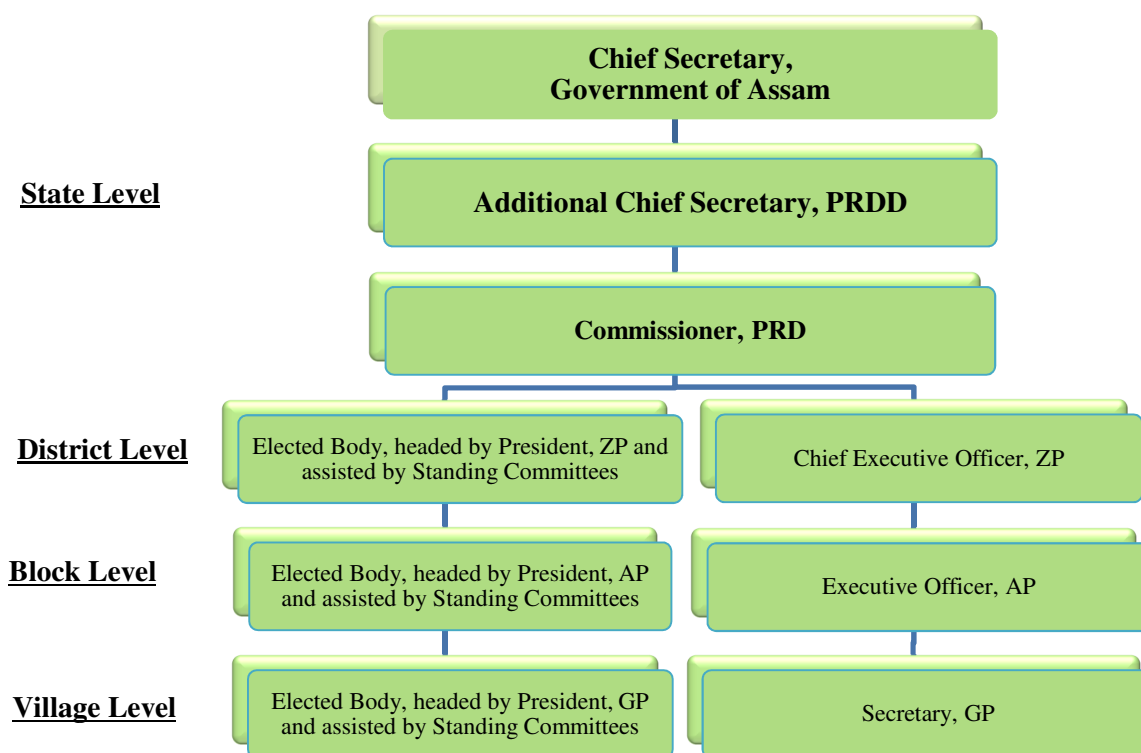 Chief Secretary,
Government of Assam
State Level
Additional Chief Secretary, PRDD
Commissioner, PRD
District Level
Elected Body, headed by President, ZP and
assisted by Standing Committees
Chief Executive Officer, ZP
Block Level
Elected Body, headed by President, AP
and assisted by Standing Committees
Executive Officer, AP
Village Level
Elected Body, headed by President, GP
and assisted by Standing Committees
Secretary, GP